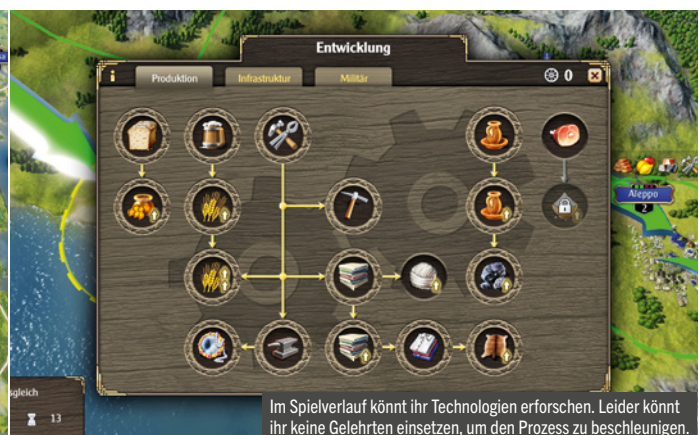 Entwicklung
Produktion
Infrastruktur
Militär
0
Aleppo
2
sgleich
13
Im Spielverlauf könnt ihr Technologien erforschen. Leider könnt
ihr keine Gelehrten einsetzen, um den Prozess zu beschleunigen.